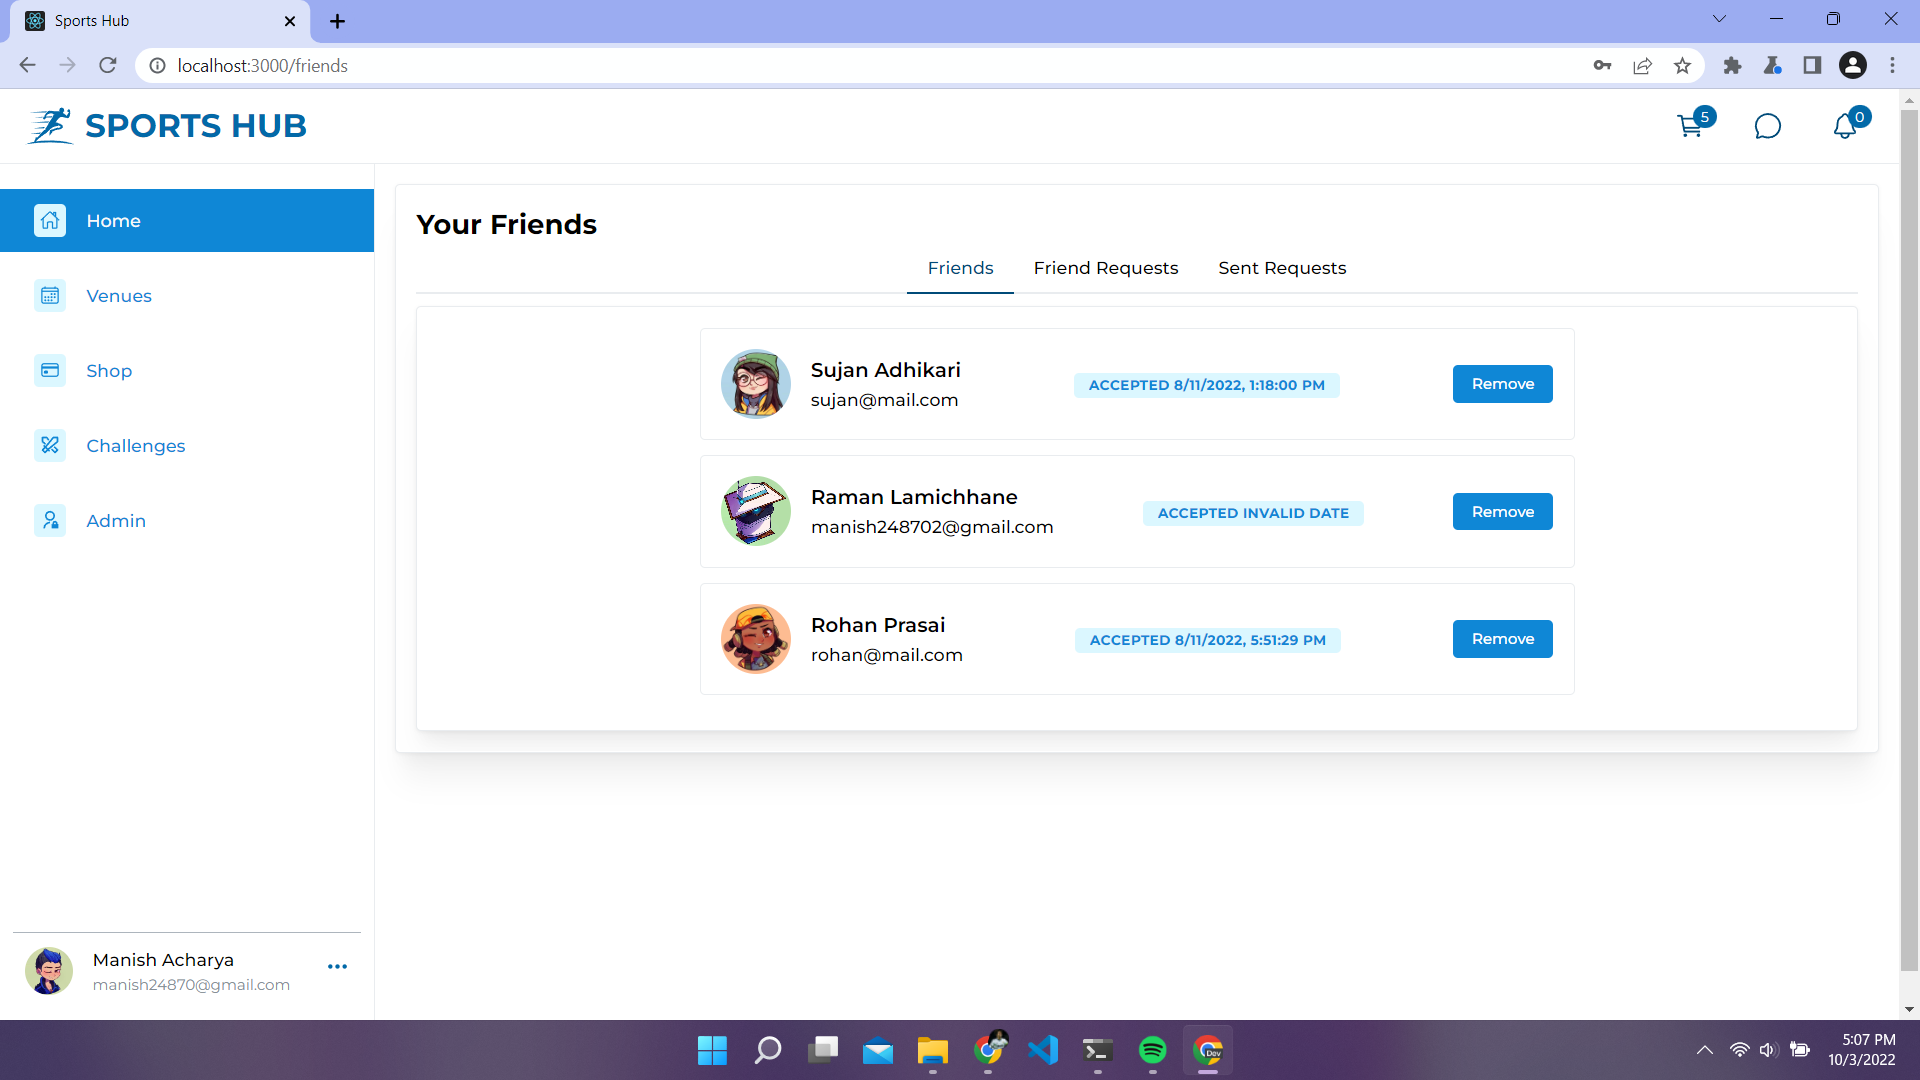 Sports Hub
localhost:3000/friends
SPORTS HUB
5
0
Home
Venues
Shop
Challenges
Admin
Your Friends
Friends
Friend Requests
Sent Requests
Sujan Adhikari
sujan@mail.com
ACCEPTED 8/11/2022, 1:18:00 PM
Remove
Raman Lamichhane
manish248702@gmail.com
ACCEPTED INVALID DATE
Remove
Rohan Prasai
rohan@mail.com
ACCEPTED 8/11/2022, 5:51:29 PM
Remove
Manish Acharya
manish24870@gmail.com
Dev
5:07 PM
10/3/2022